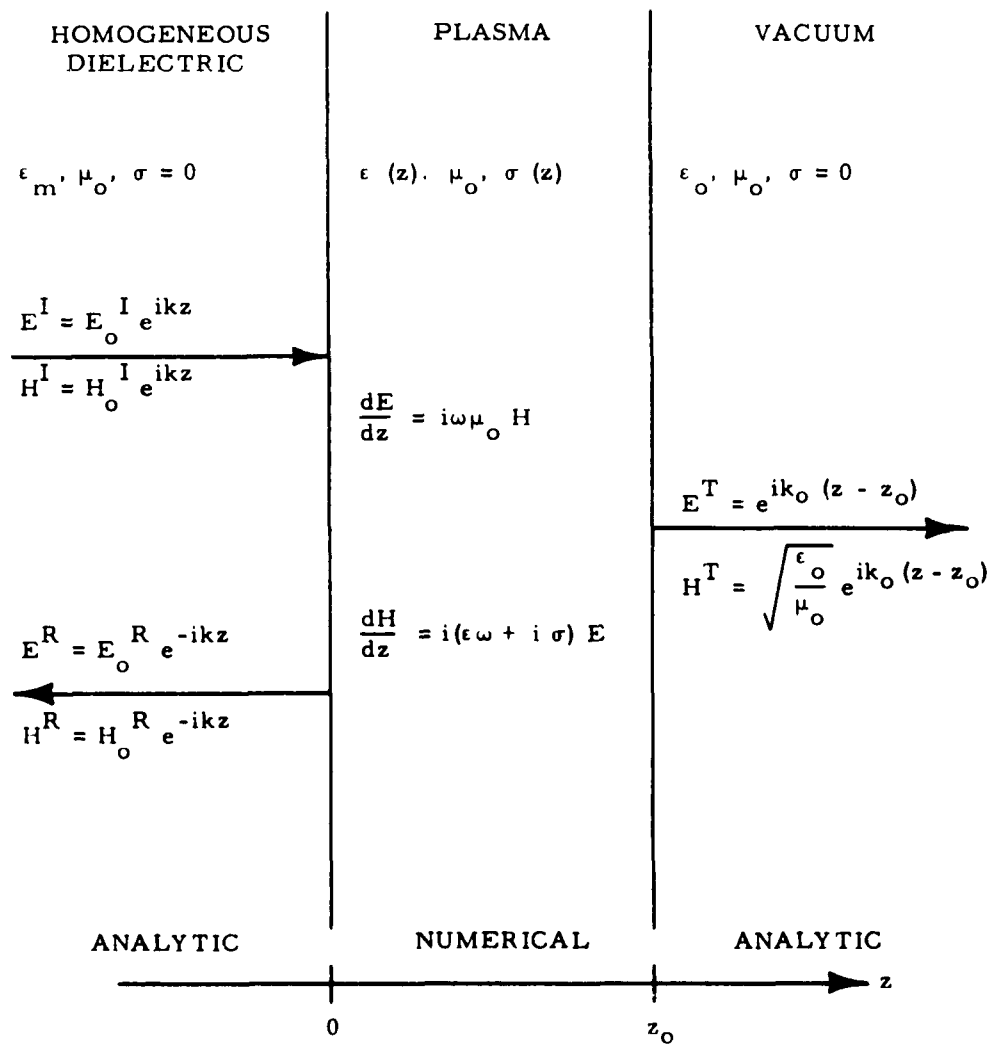 HOMOGENEOUS DIELECTRIC
PLASMA
VACUUM
ε_m, μ_o, σ = 0
ε (z). μ_o, σ (z)
ε_o, μ_o, σ = 0
E^I = E_o^I e^{ikz}
H^I = H_o^I e^{ikz}
dE/dz = iωμ_o H
E^T = e^{ik_o (z - z_o)}
H^T = √(ε_o/μ_o) e^{ik_o (z - z_o)}
dH/dz = i(εω + i σ) E
E^R = E_o^R e^{-ikz}
H^R = H_o^R e^{-ikz}
ANALYTIC
NUMERICAL
ANALYTIC
z
0
z_o